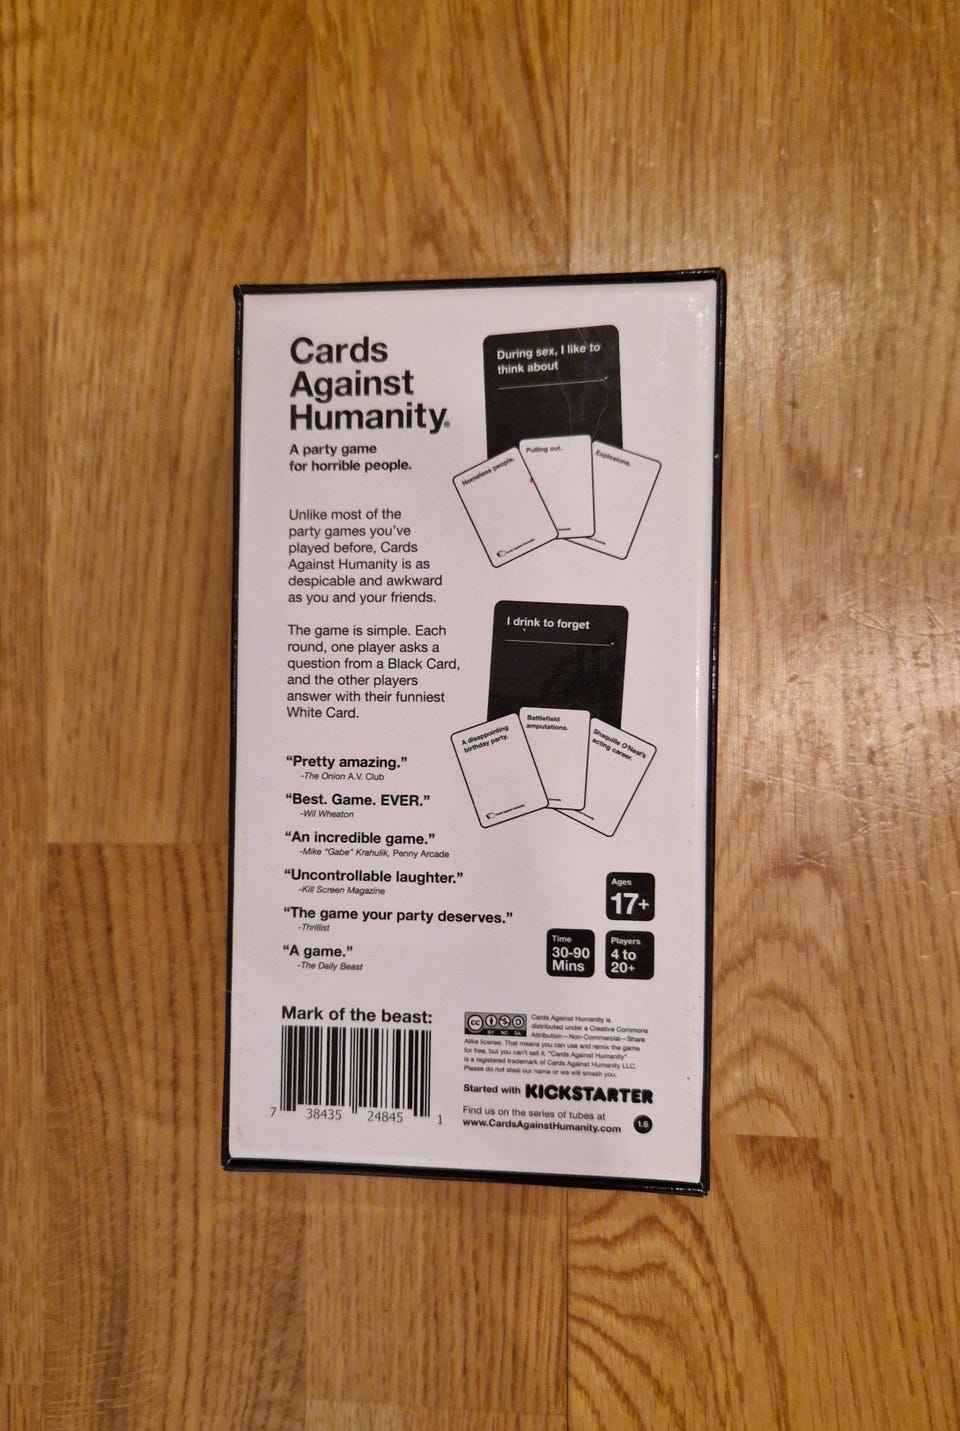 Cards
Against
Humanity®
A party game
for horrible people.
Unlike most of the
party games you've
played before, Cards
Against Humanity is as
despicable and awkward
as you and your friends.
The game is simple. Each
round, one player asks a
question from a Black Card,
and the other players
answer with their funniest
White Card.
"Pretty amazing."
-The Onion A.V. Club
"Best. Game. EVER."
-Wil Wheaton
"An incredible game."
-Mike "Gabe" Krahulik, Penny Arcade
"Uncontrollable laughter."
-Kill Screen Magazine
"The game your party deserves."
-Thrillist
"A game."
-The Daily Beast
During sex, I like to
think about
Homeless people.
Pulling out.
Explosions.
I drink to forget
A disappointing
birthday party.
Battlefield
amputations.
Shaquille O'Neal's
acting career.
Ages
17+
Time
30-90
Mins
Players
4 to
20+
Mark of the beast:
7 38435 24845 1
cc
BY NC SA
Cards Against Humanity is
distributed under a Creative Commons
Attribution—Non-Commercial—Share
Alike license. That means you can use and remix the game
for free, but you can't sell it. "Cards Against Humanity"
is a registered trademark of Cards Against Humanity LLC.
Please do not steal our name or we will smash you.
Started with KICKSTARTER
Find us on the series of tubes at
www.CardsAgainstHumanity.com
1.6